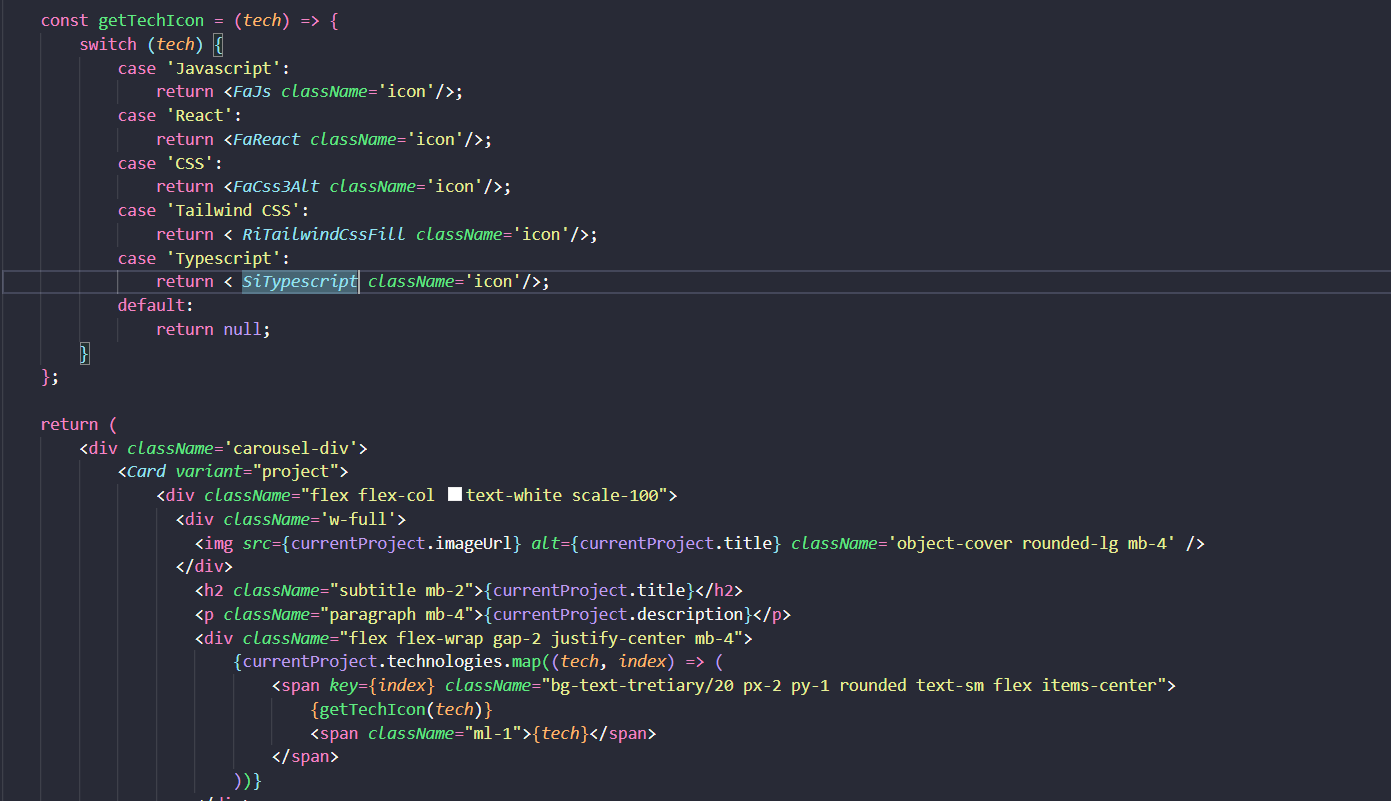 const getTechIcon = (tech) => {
switch (tech) {
case 'Javascript':
return <FaJs className='icon'/>;
case 'React':
return <FaReact className='icon'/>;
case 'CSS':
return <FaCss3Alt className='icon'/>;
case 'Tailwind CSS':
return < RiTailwindCssFill className='icon'/>;
case 'Typescript':
return < SiTypescript className='icon'/>;
default:
return null;
}
};
return (
<div className='carousel-div'>
<Card variant="project">
<div className="flex flex-col text-white scale-100">
<div className='w-full'>
<img src={currentProject.imageUrl} alt={currentProject.title} className='object-cover rounded-lg mb-4' />
</div>
<h2 className="subtitle mb-2">{currentProject.title}</h2>
<p className="paragraph mb-4">{currentProject.description}</p>
<div className="flex flex-wrap gap-2 justify-center mb-4">
{currentProject.technologies.map((tech, index) => (
<span key={index} className="bg-text-tretiary/20 px-2 py-1 rounded text-sm flex items-center">
{getTechIcon(tech)}
<span className="ml-1">{tech}</span>
</span>
))}